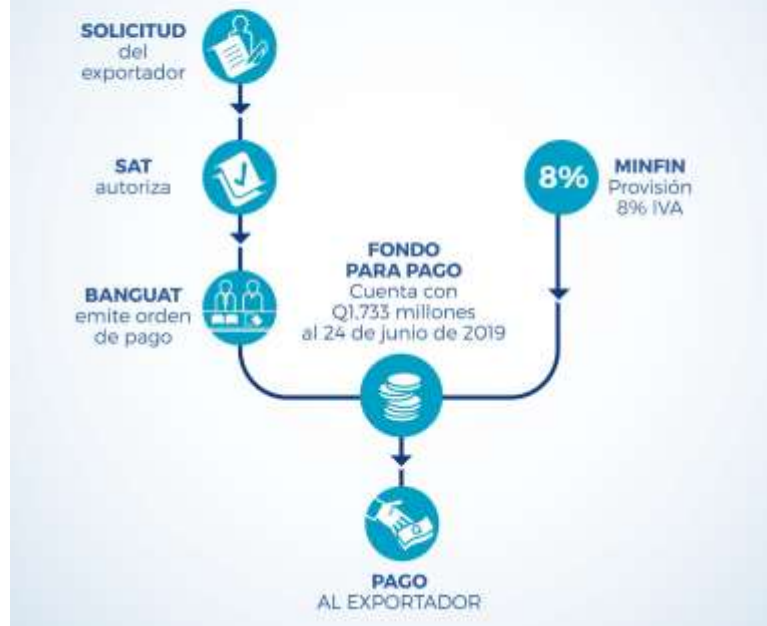 SOLICITUD
del
exportador
SAT
autoriza
8%
MINFIN
Provisión
8% IVA
FONDO
PARA PAGO
Cuenta con
Q1,733 millones
al 24 de junio de 2019
BANGUAT
emite orden
de pago
Q
PAGO
AL EXPORTADOR